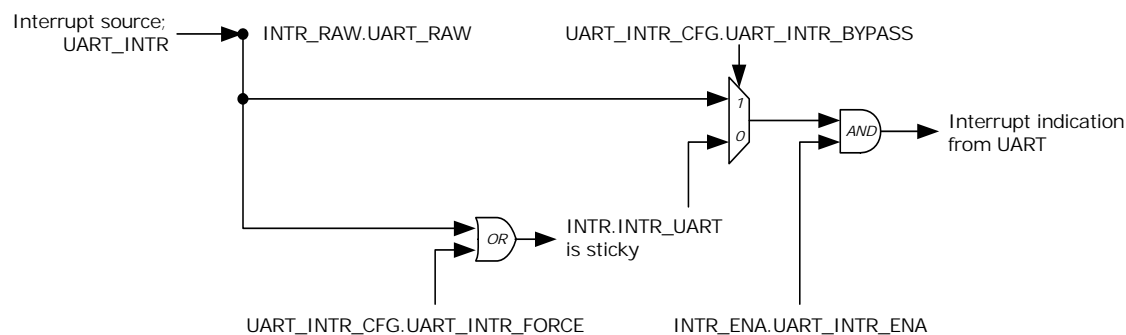 Interrupt source;
UART_INTR
INTR_RAW.UART_RAW
UART_INTR_CFG.UART_INTR_BYPASS
1
0
AND
Interrupt indication
from UART
OR
INTR.INTR_UART
is sticky
UART_INTR_CFG.UART_INTR_FORCE
INTR_ENA.UART_INTR_ENA